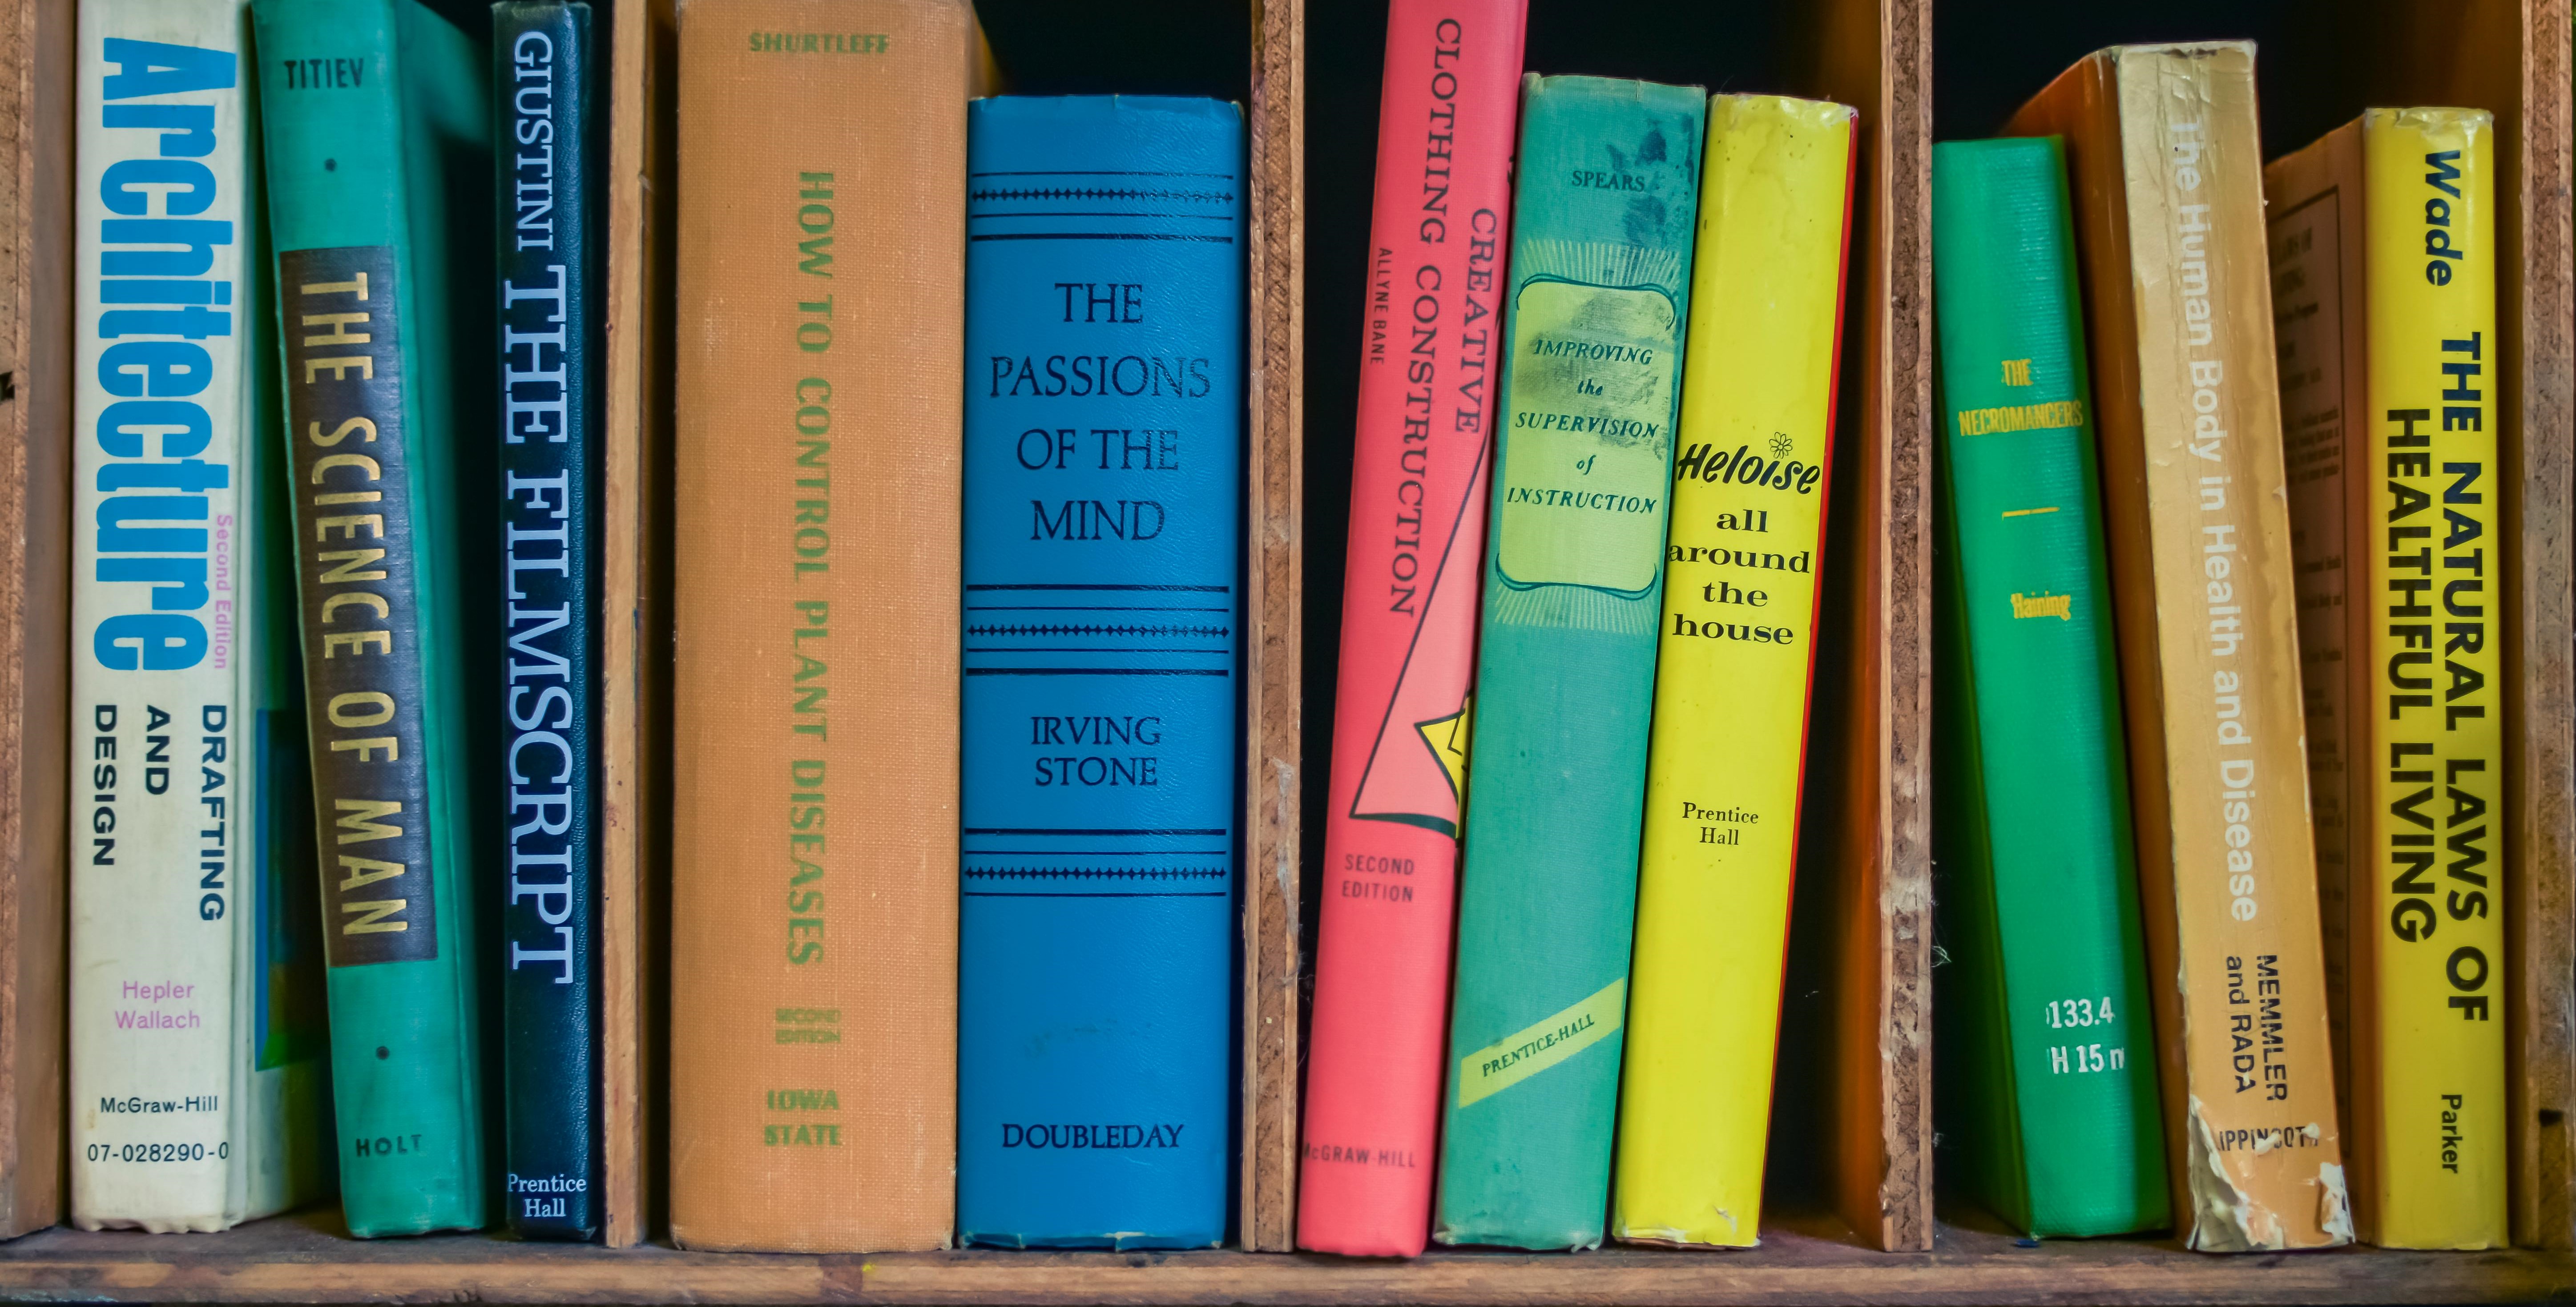 Architecture
Second Edition
DRAFTING
AND
DESIGN
Hepler
Wallach
McGraw-Hill
07-028290-0
TITIEV
THE SCIENCE OF MAN
HOLT
GIUSTINI THE FILMSCRIPT
Prentice
Hall
SHURTLEFF
HOW TO CONTROL PLANT DISEASES
SECOND
EDITION
IOWA
STATE
THE
PASSIONS
OF THE
MIND
IRVING
STONE
DOUBLEDAY
CREATIVE
CLOTHING CONSTRUCTION
ALLYNE BANE
SECOND
EDITION
McGRAW-HILL
SPEARS
IMPROVING
the
SUPERVISION
of
INSTRUCTION
PRENTICE-HALL
Heloise
all
around
the
house
Prentice
Hall
THE
NECROMANCERS
Haining
133.4
H 15 n
The Human Body in Health and Disease
MEMMLER
and RADA
IPPINCOTT
Wade
THE NATURAL LAWS OF
HEALTHFUL LIVING
Parker